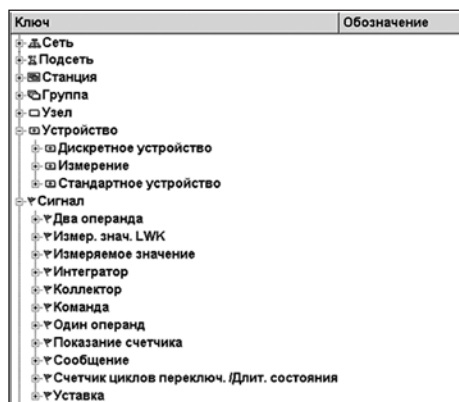 Ключ Обозначение
Сеть
Подсеть
Станция
Группа
Узел
Устройство
Дискретное устройство
Измерение
Стандартное устройство
Сигнал
Два операнда
Измер. знач. LWK
Измеряемое значение
Интегратор
Коллектор
Команда
Один операнд
Показание счетчика
Сообщение
Счетчик циклов переключ. /Длит. состояния
Уставка